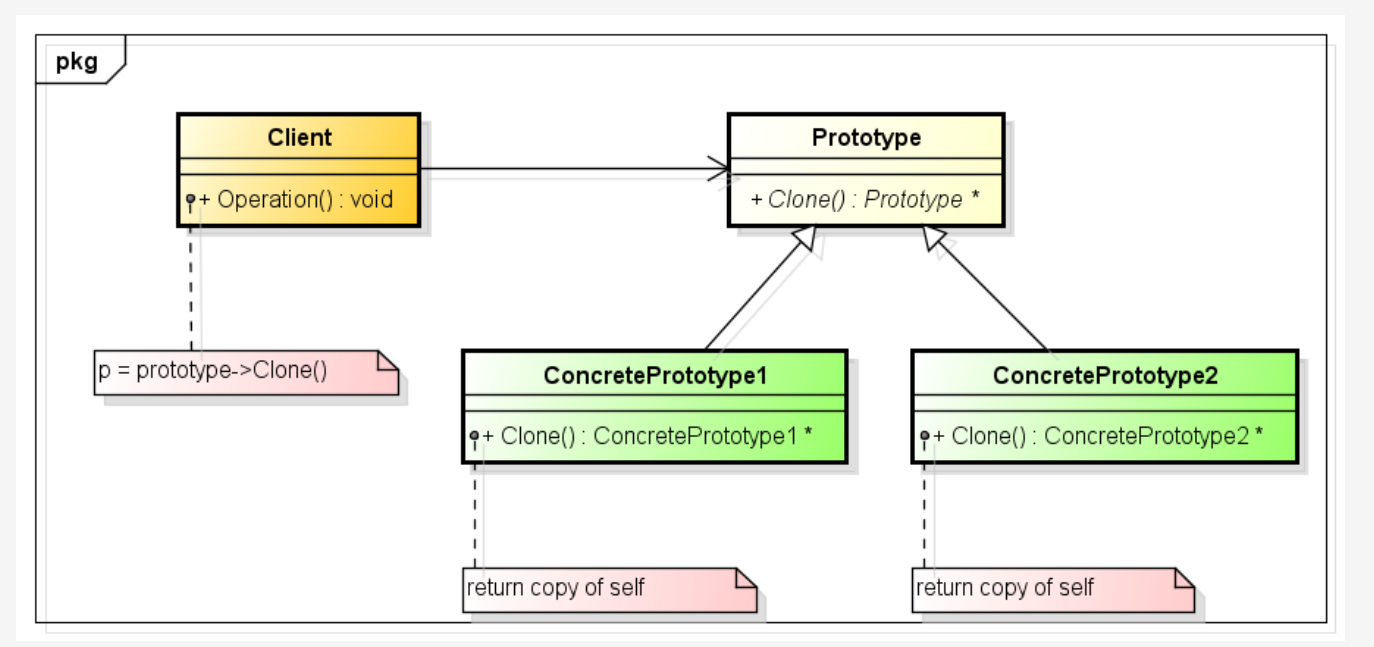 pkg
Client
+ Operation() : void
Prototype
+ Clone() : Prototype *
p = prototype->Clone()
ConcretePrototype1
+ Clone() : ConcretePrototype1 *
ConcretePrototype2
+ Clone() : ConcretePrototype2 *
return copy of self
return copy of self